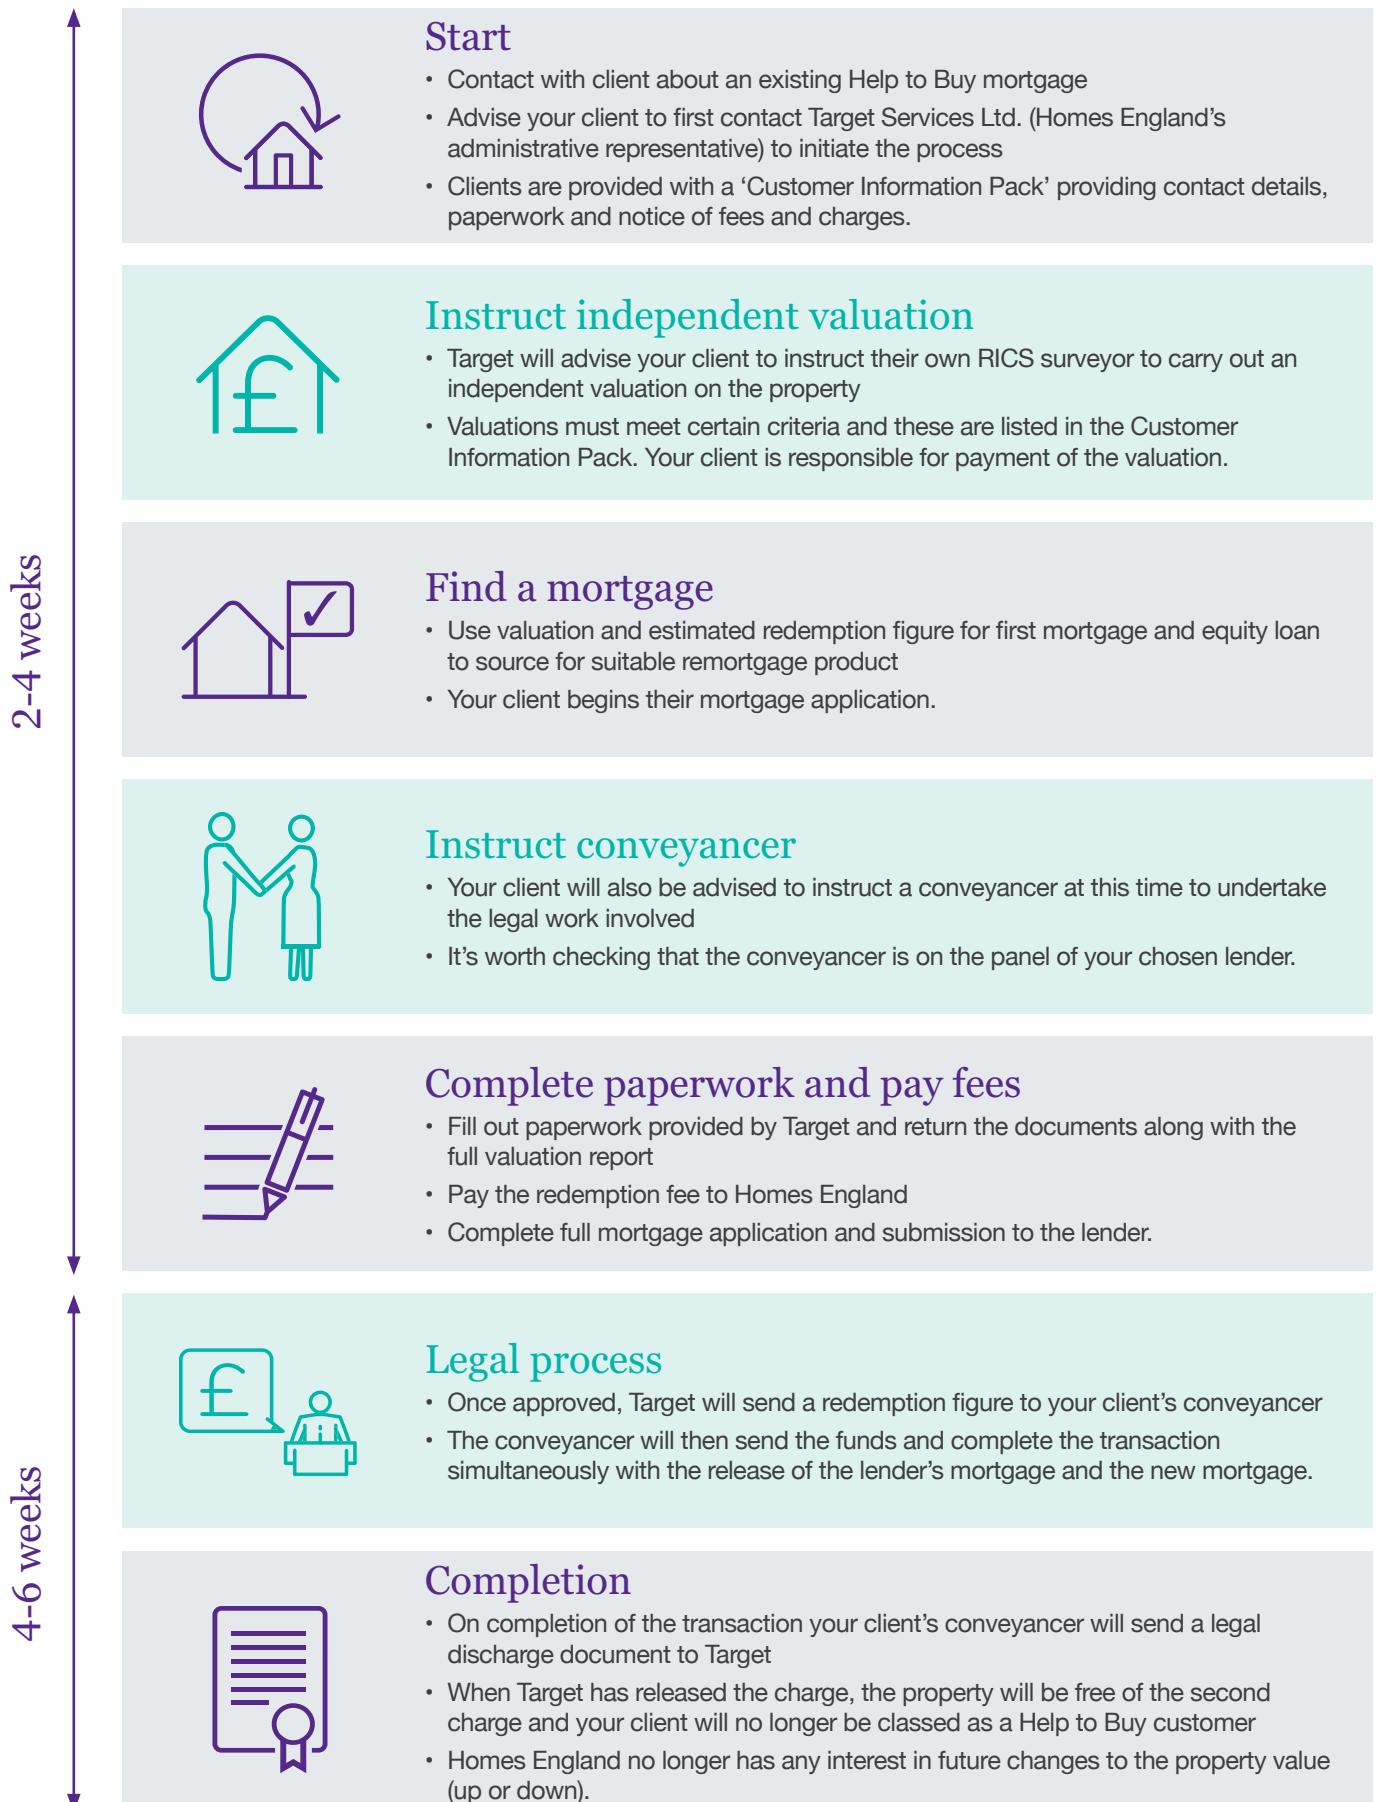 Start
• Contact with client about an existing Help to Buy mortgage
• Advise your client to first contact Target Services Ltd. (Homes England’s
administrative representative) to initiate the process
• Clients are provided with a ‘Customer Information Pack’ providing contact details,
paperwork and notice of fees and charges.
Instruct independent valuation
• Target will advise your client to instruct their own RICS surveyor to carry out an
independent valuation on the property
• Valuations must meet certain criteria and these are listed in the Customer
Information Pack. Your client is responsible for payment of the valuation.
£
2-4 weeks
Find a mortgage
• Use valuation and estimated redemption figure for first mortgage and equity loan
to source for suitable remortgage product
• Your client begins their mortgage application.
Instruct conveyancer
• Your client will also be advised to instruct a conveyancer at this time to undertake
the legal work involved
• It’s worth checking that the conveyancer is on the panel of your chosen lender.
Complete paperwork and pay fees
• Fill out paperwork provided by Target and return the documents along with the
full valuation report
• Pay the redemption fee to Homes England
• Complete full mortgage application and submission to the lender.
Legal process
£
• Once approved, Target will send a redemption figure to your client’s conveyancer
• The conveyancer will then send the funds and complete the transaction
simultaneously with the release of the lender’s mortgage and the new mortgage.
4-6 weeks
Completion
• On completion of the transaction your client’s conveyancer will send a legal
discharge document to Target
• When Target has released the charge, the property will be free of the second
charge and your client will no longer be classed as a Help to Buy customer
• Homes England no longer has any interest in future changes to the property value
(up or down).